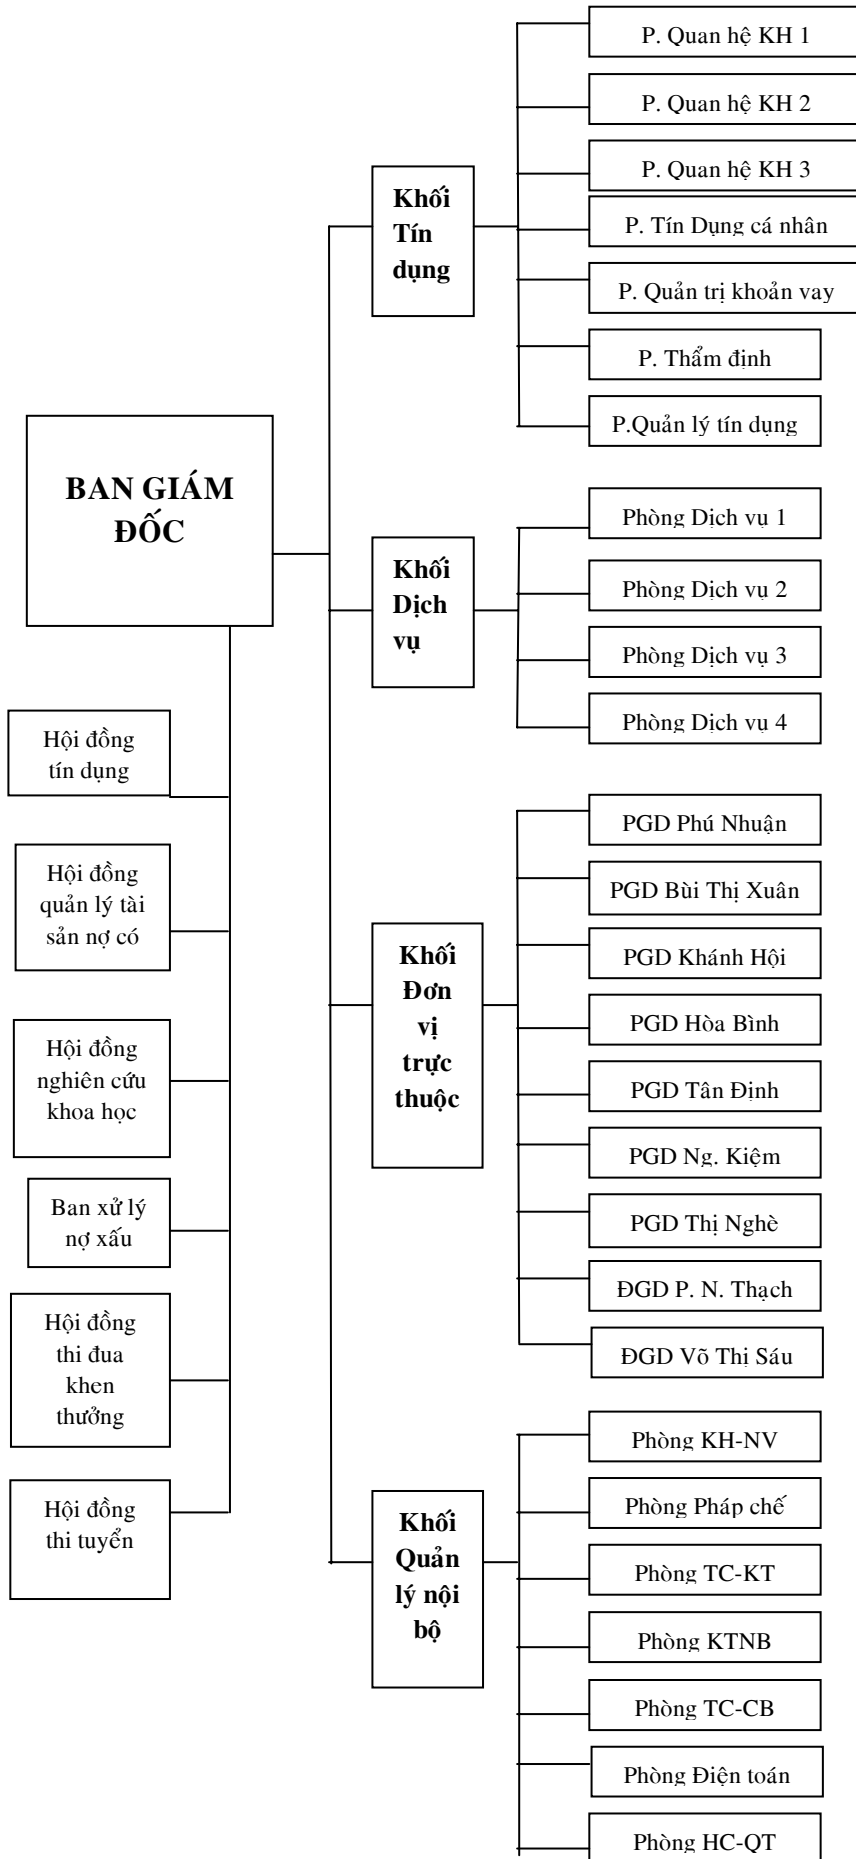 P. Quan hệ KH 1
P. Quan hệ KH 2
P. Quan hệ KH 3
Khối
Tín
dụng
P. Tín Dụng cá nhân
P. Quản trị khoản vay
P. Thẩm định
P.Quản lý tín dụng
BAN GIÁM
ĐỐC
Khối
Dịch
vụ
Phòng Dịch vụ 1
Phòng Dịch vụ 2
Phòng Dịch vụ 3
Phòng Dịch vụ 4
Hội đồng
tín dụng
Hội đồng
quản lý tài
sản nợ có
Hội đồng
nghiên cứu
khoa học
Ban xử lý
nợ xấu
Hội đồng
thi đua
khen
thưởng
Hội đồng
thi tuyển
Khối
Đơn
vị
trực
thuộc
PGD Phú Nhuận
PGD Bùi Thị Xuân
PGD Khánh Hội
PGD Hòa Bình
PGD Tân Định
PGD Ng. Kiệm
PGD Thị Nghè
ĐGD P. N. Thạch
ĐGD Võ Thị Sáu
Khối
Quản
lý nội
bộ
Phòng KH-NV
Phòng Pháp chế
Phòng TC-KT
Phòng KTNB
Phòng TC-CB
Phòng Điện toán
Phòng HC-QT